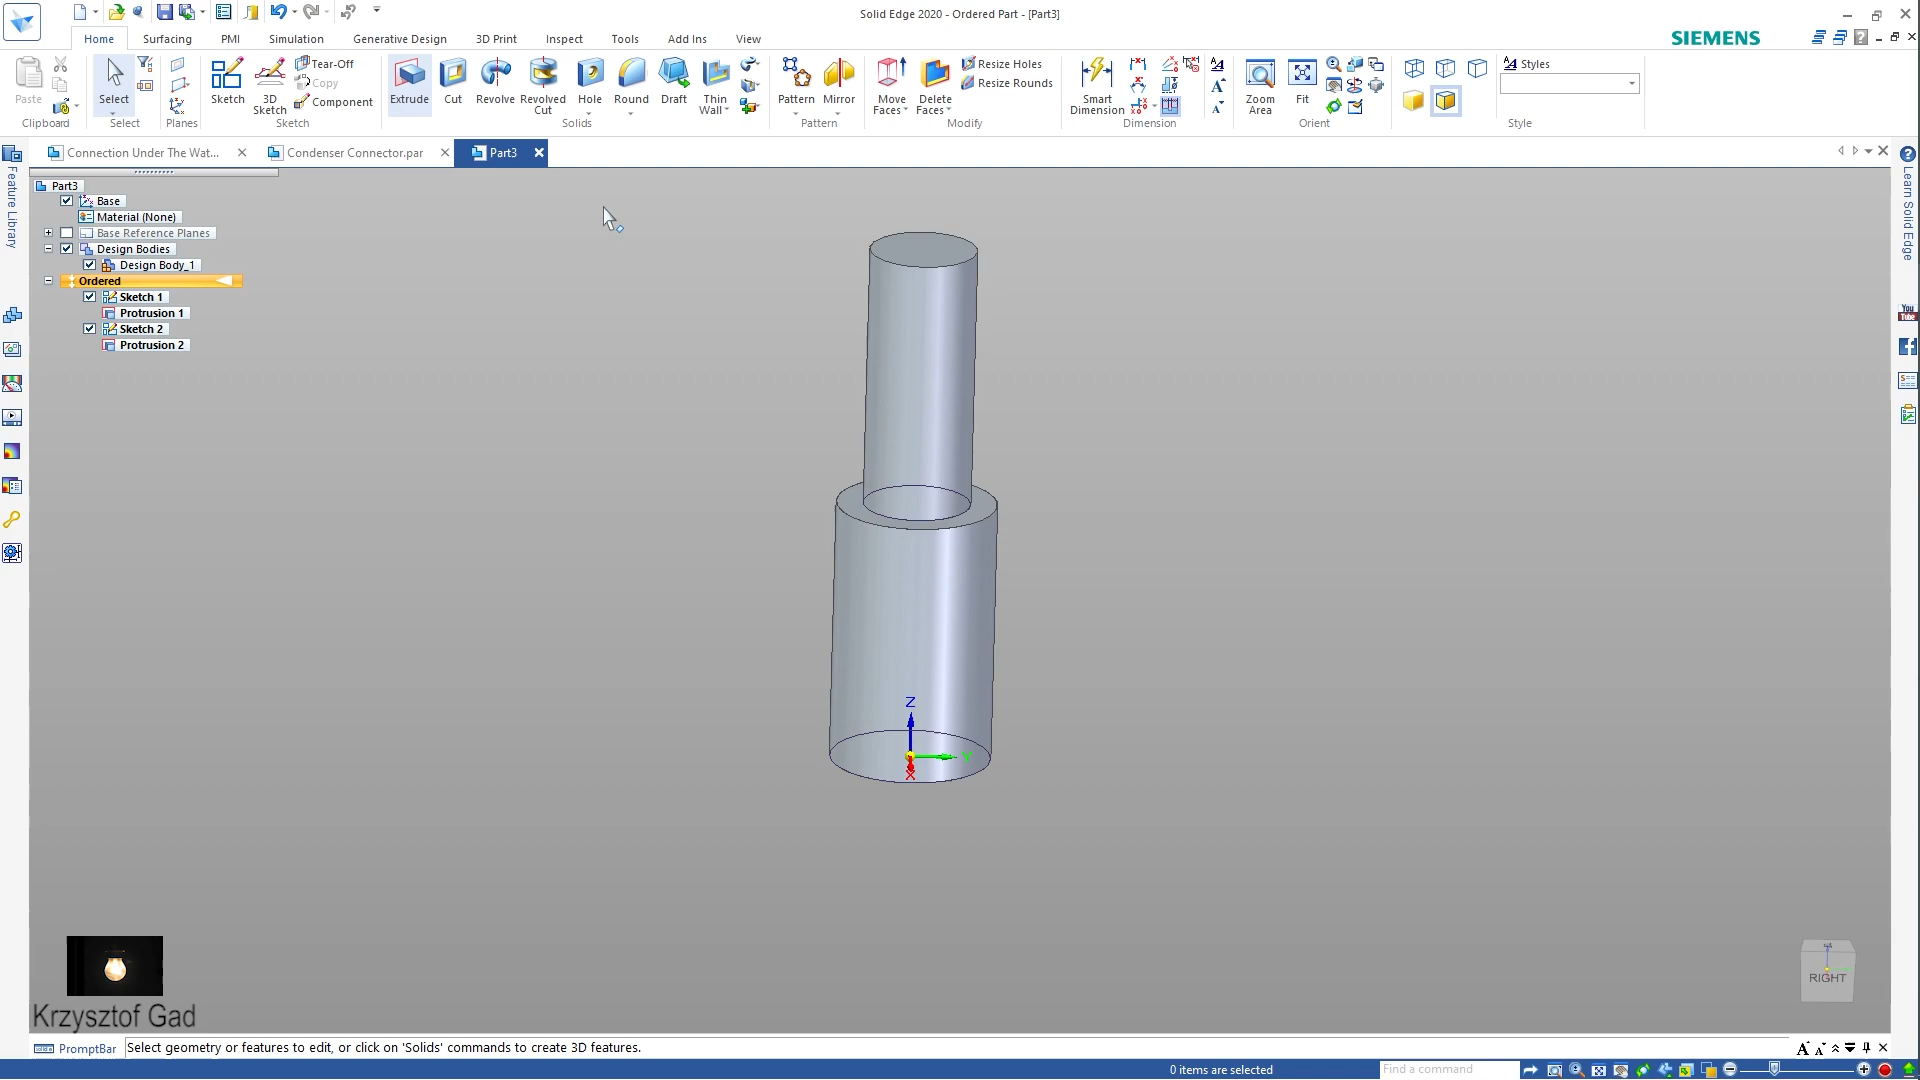 Solid Edge 2020 - Ordered Part - [Part3]
Home Surfacing PMI Simulation Generative Design 3D Print Inspect Tools Add Ins View
SIEMENS
Paste
Clipboard
Select
Select
Planes
Sketch
3D Sketch
Tear-Off
Copy
Component
Sketch
Extrude
Cut
Revolve
Revolved Cut
Hole
Round
Draft
Thin Wall
Solids
Pattern
Mirror
Pattern
Move Faces
Delete Faces
Resize Holes
Resize Rounds
Modify
Smart Dimension
Dimension
Zoom Area
Fit
Orient
Styles
Style
Connection Under The Wat...
Condenser Connector.par
Part3
Feature Library
Learn Solid Edge
You Tube
Part3
Base
Material (None)
Base Reference Planes
Design Bodies
Design Body_1
Ordered
Sketch 1
Protrusion 1
Sketch 2
Protrusion 2
Z
Y
X
RIGHT
Krzysztof Gad
PromptBar
Select geometry or features to edit, or click on 'Solids' commands to create 3D features.
0 items are selected
Find a command